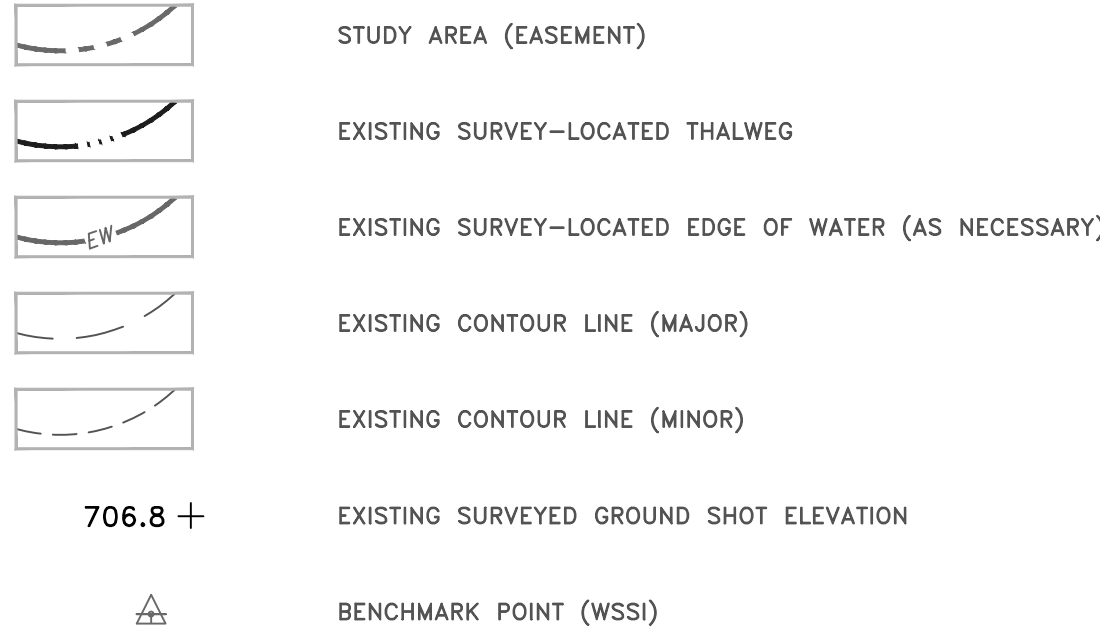 STUDY AREA (EASEMENT)
EXISTING SURVEY-LOCATED THALWEG
EW EXISTING SURVEY-LOCATED EDGE OF WATER (AS NECESSARY)
EXISTING CONTOUR LINE (MAJOR)
EXISTING CONTOUR LINE (MINOR)
706.8 + EXISTING SURVEYED GROUND SHOT ELEVATION
BENCHMARK POINT (WSSI)